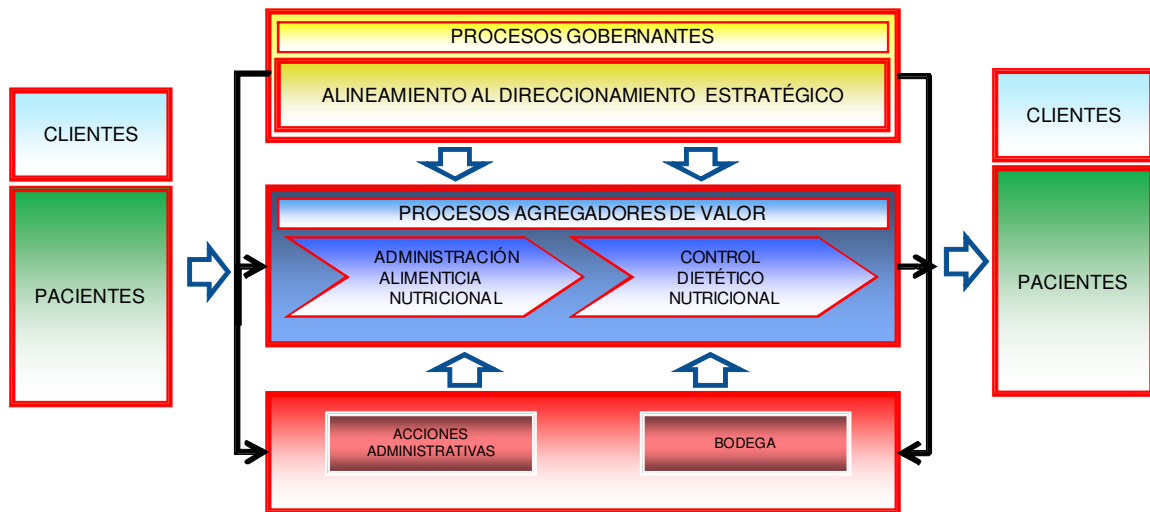 PROCESOS GOBERNANTES
ALINEAMIENTO AL DIRECCIONAMIENTO ESTRATÉGICO
CLIENTES
PACIENTES
PROCESOS AGREGADORES DE VALOR
ADMINISTRACIÓN
ALIMENTICIA
NUTRICIONAL
CONTROL
DIETÉTICO
NUTRICIONAL
ACCIONES
ADMINISTRATIVAS
BODEGA
CLIENTES
PACIENTES